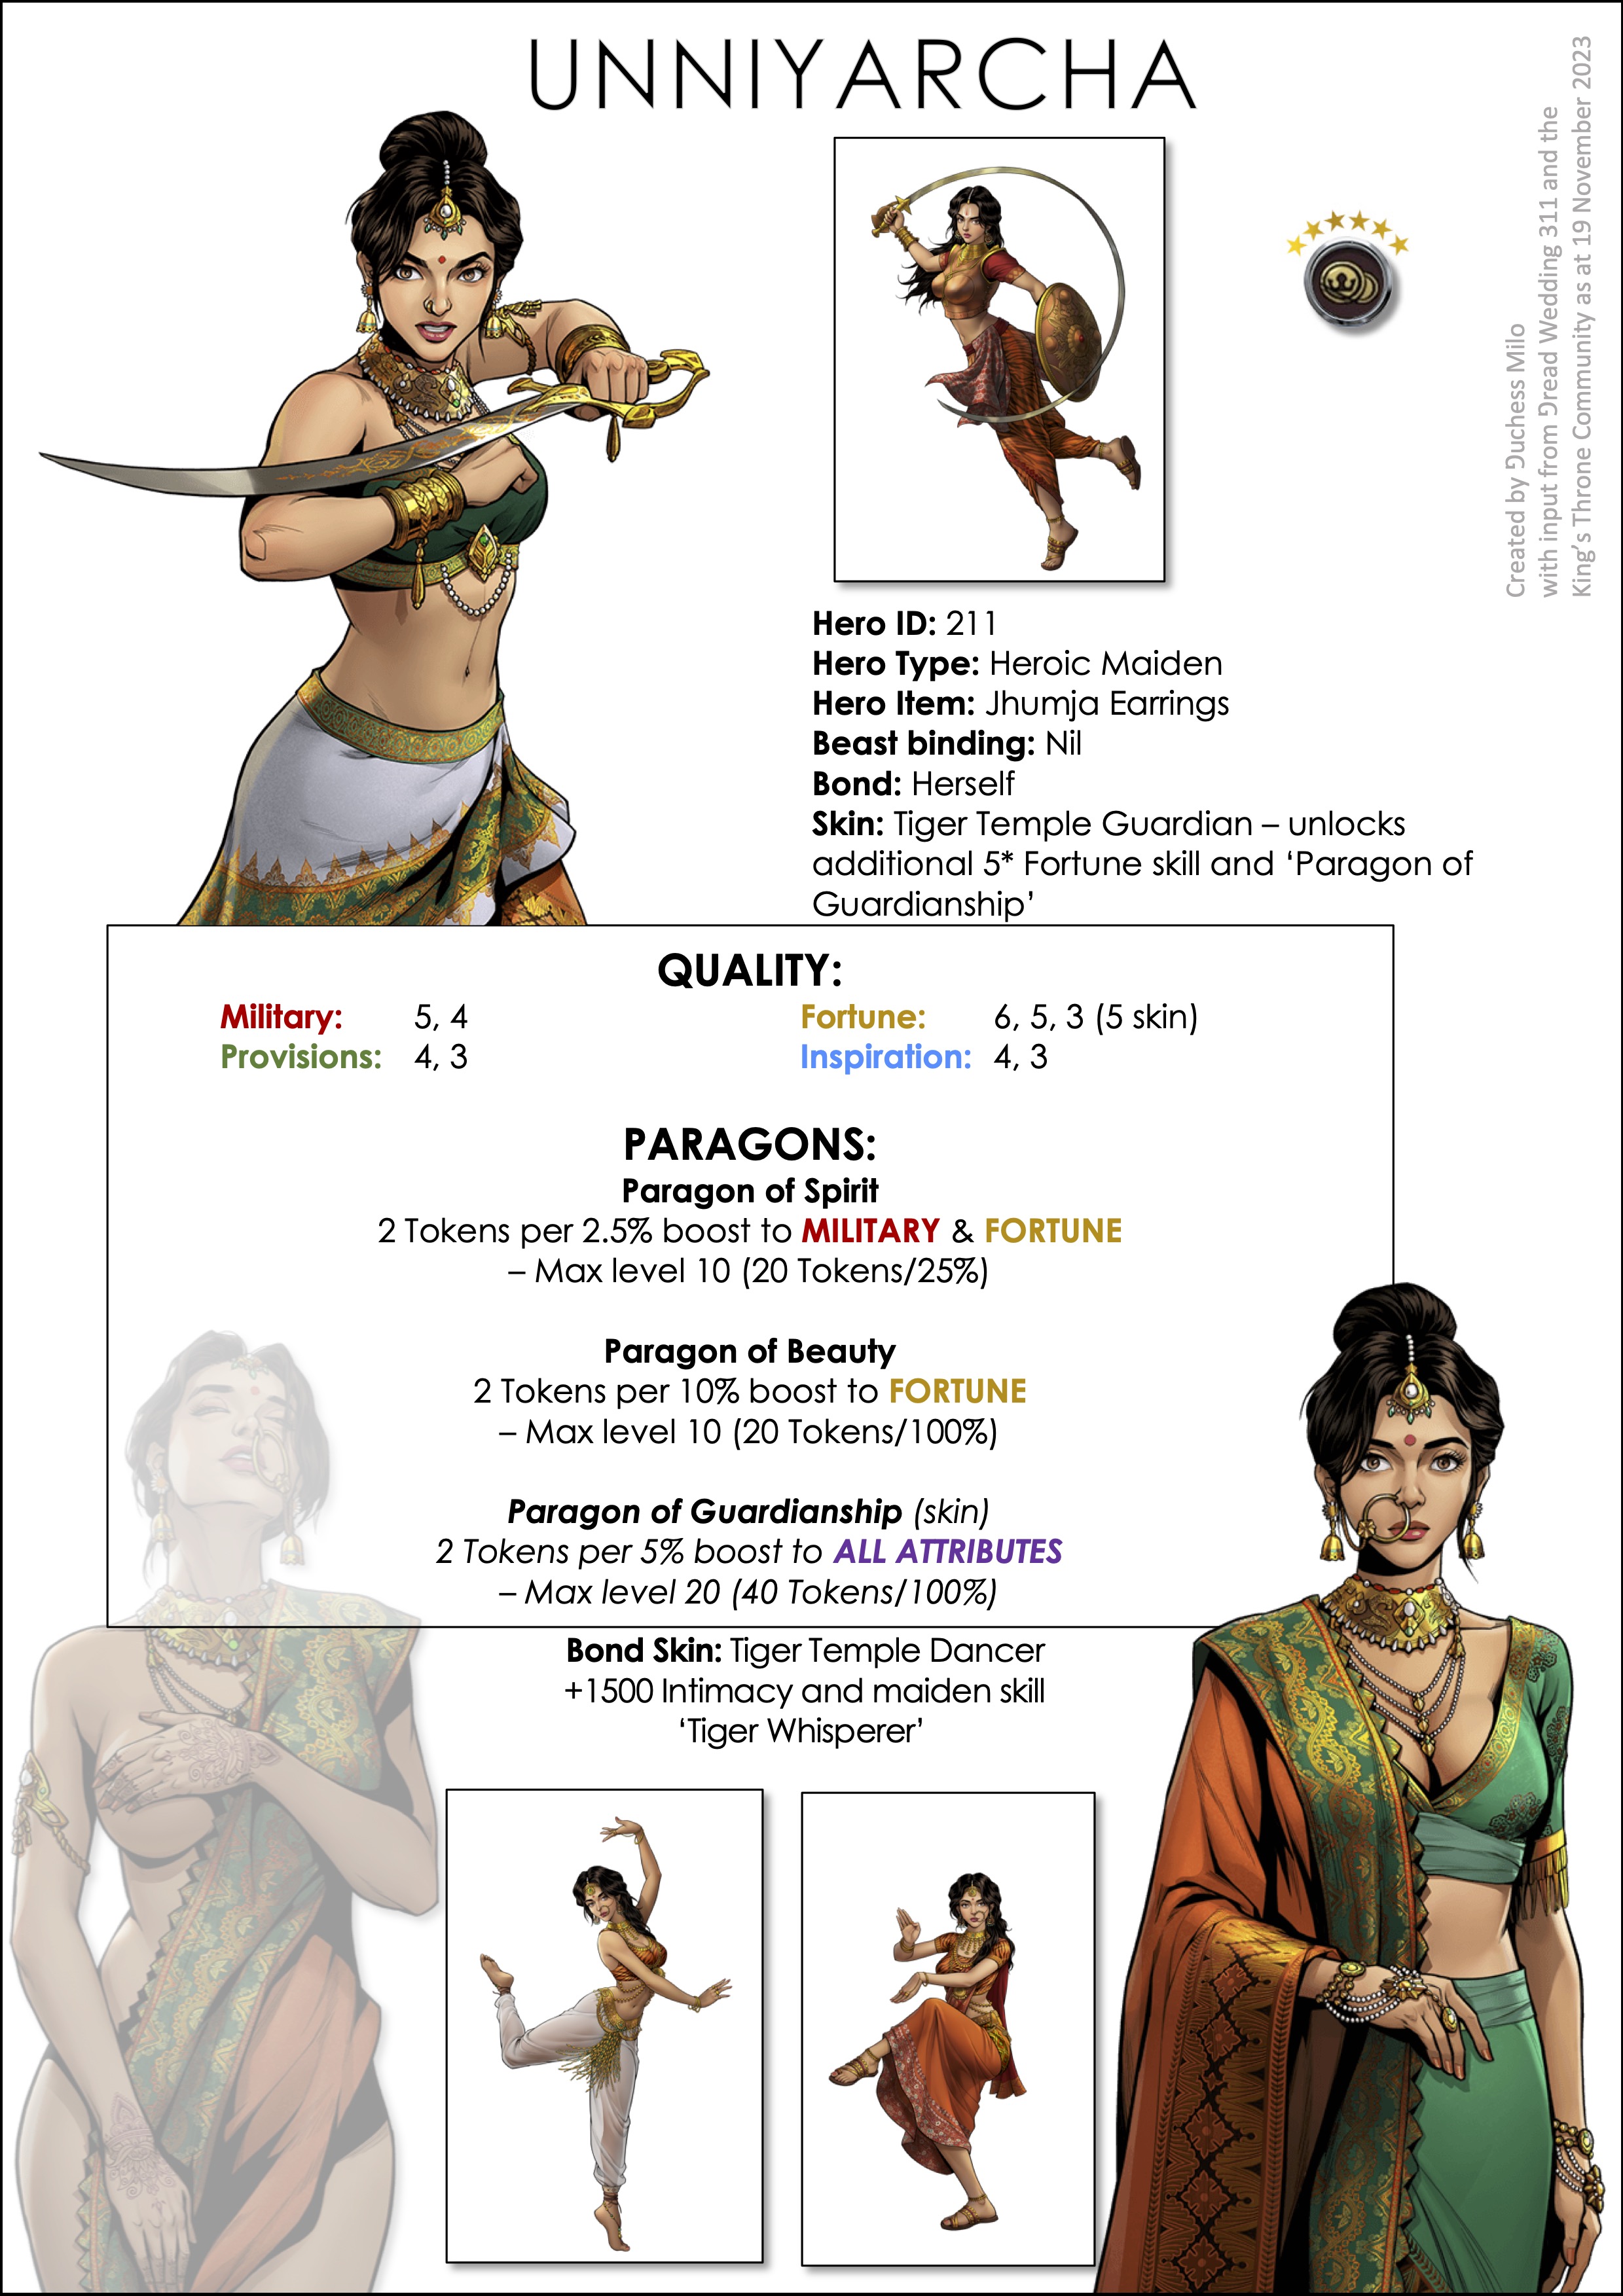 UNNIYARCHA
Created by Duchess Milo
with input from Dread Wedding 311 and the
King's Throne Community as at 19 November 2023
Hero ID: 211
Hero Type: Heroic Maiden
Hero Item: Jhumja Earrings
Beast binding: Nil
Bond: Herself
Skin: Tiger Temple Guardian – unlocks
additional 5* Fortune skill and ‘Paragon of
Guardianship’
QUALITY:
Military: 5, 4 Fortune: 6, 5, 3 (5 skin)
Provisions: 4, 3 Inspiration: 4, 3
PARAGONS:
Paragon of Spirit
2 Tokens per 2.5% boost to MILITARY & FORTUNE
– Max level 10 (20 Tokens/25%)
Paragon of Beauty
2 Tokens per 10% boost to FORTUNE
– Max level 10 (20 Tokens/100%)
Paragon of Guardianship (skin)
2 Tokens per 5% boost to ALL ATTRIBUTES
– Max level 20 (40 Tokens/100%)
Bond Skin: Tiger Temple Dancer
+1500 Intimacy and maiden skill
‘Tiger Whisperer’